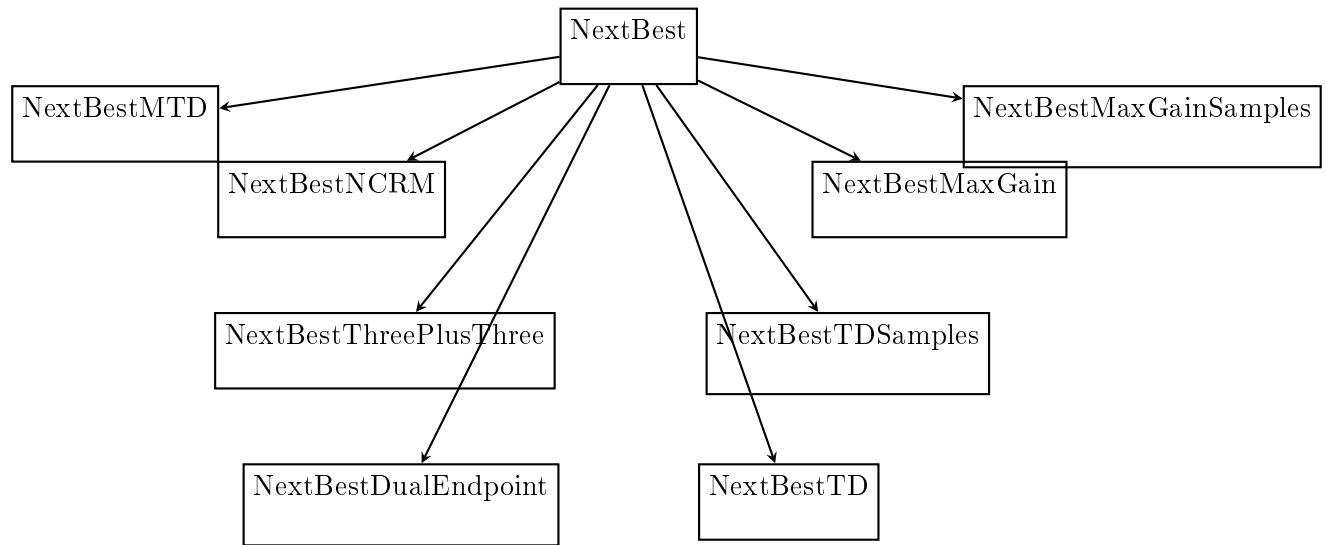 NextBest
NextBestMTD
NextBestMaxGainSamples
NextBestNCRM
NextBestMaxGain
NextBestThreePlusThree
NextBestTDSamples
NextBestDualEndpoint
NextBestTD